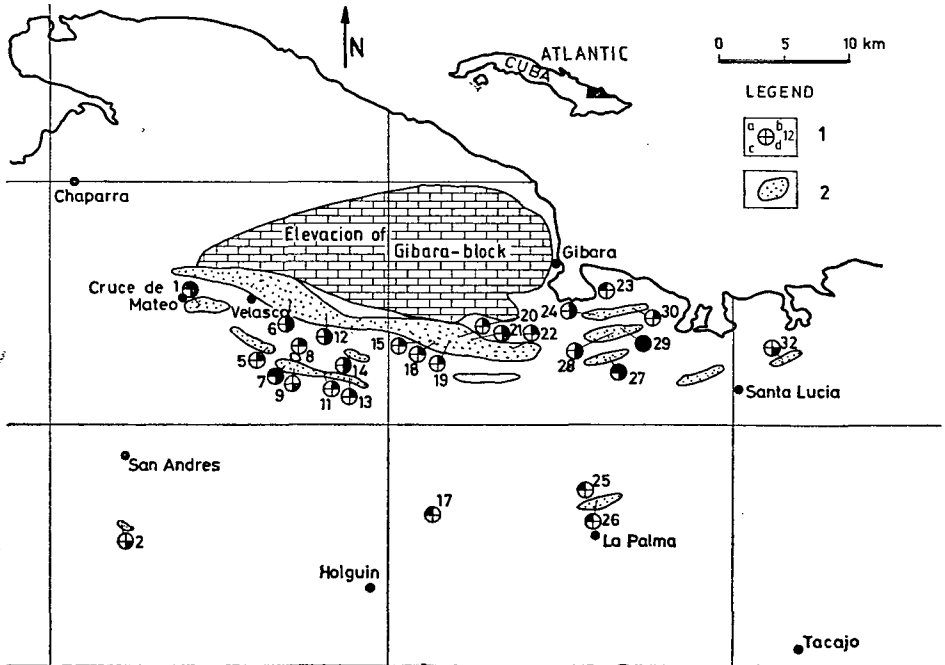 N
ATLANTIC
CUBA
0 5 10 km
LEGEND
a b 12
c d
1
2
Chaparra
Elevacion of
Gibara-block
Gibara
Cruce de 1
Mateo
Velasco
23
24
30
20
21
22
6
12
15
18
19
28
29
27
32
5
8
14
7
9
11
13
Santa Lucia
San Andres
25
17
26
2
La Palma
Holguin
Tacajo